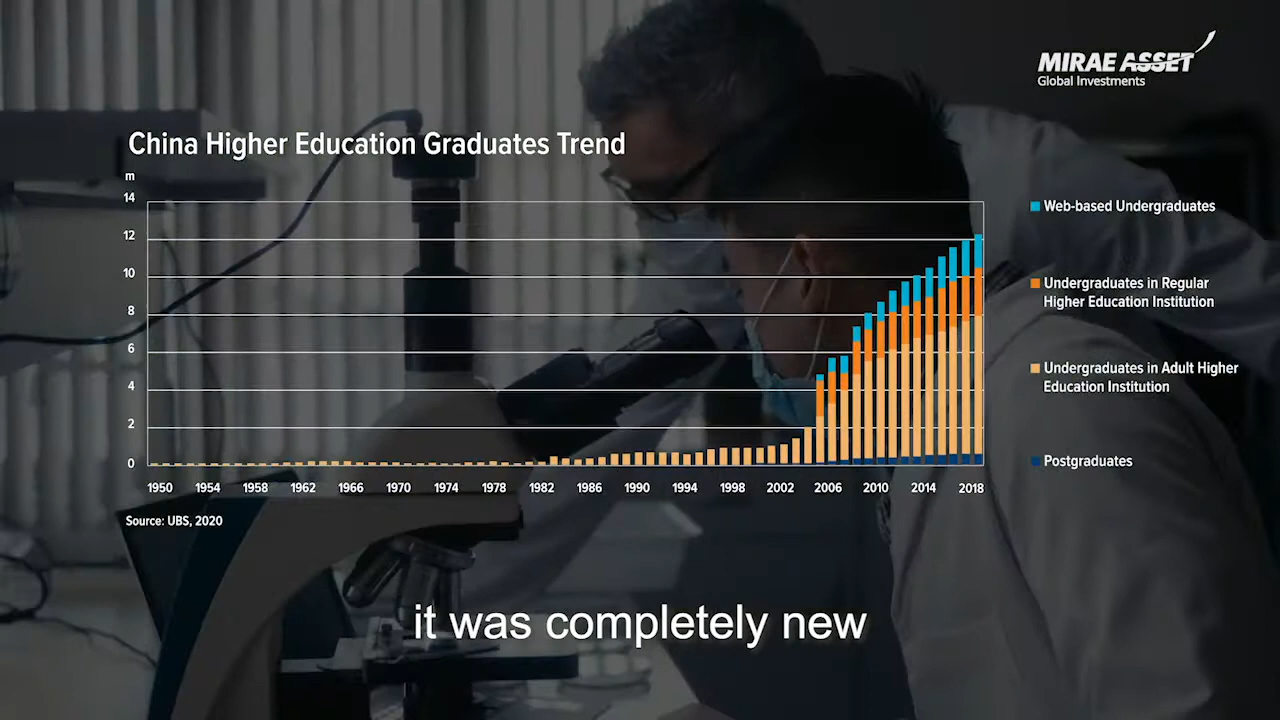 MIRAE ASSET
Global Investments
China Higher Education Graduates Trend
m
14
12
10
8
6
4
2
0
1950 1954 1958 1962 1966 1970 1974 1978 1982 1986 1990 1994 1998 2002 2006 2010 2014 2018
Web-based Undergraduates
Undergraduates in Regular
Higher Education Institution
Undergraduates in Adult Higher
Education Institution
Postgraduates
Source: UBS, 2020
it was completely new